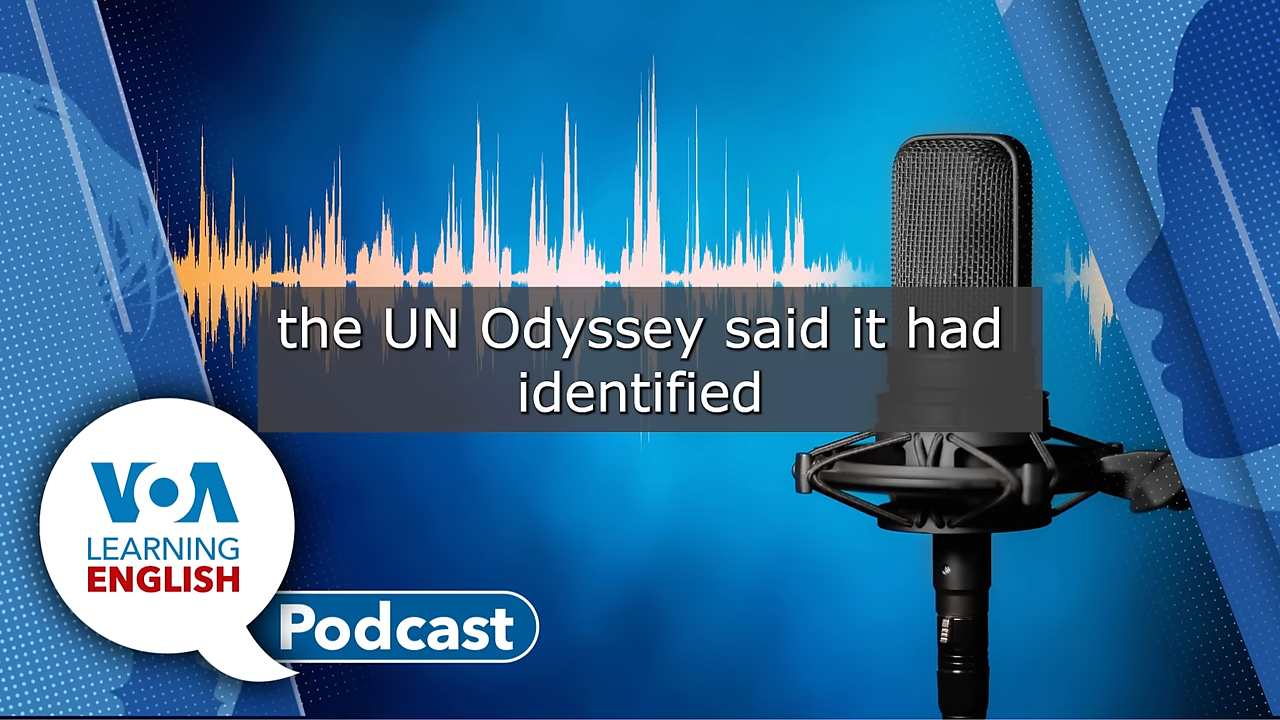 the UN Odyssey said it had
identified
VOA
LEARNING
ENGLISH
Podcast